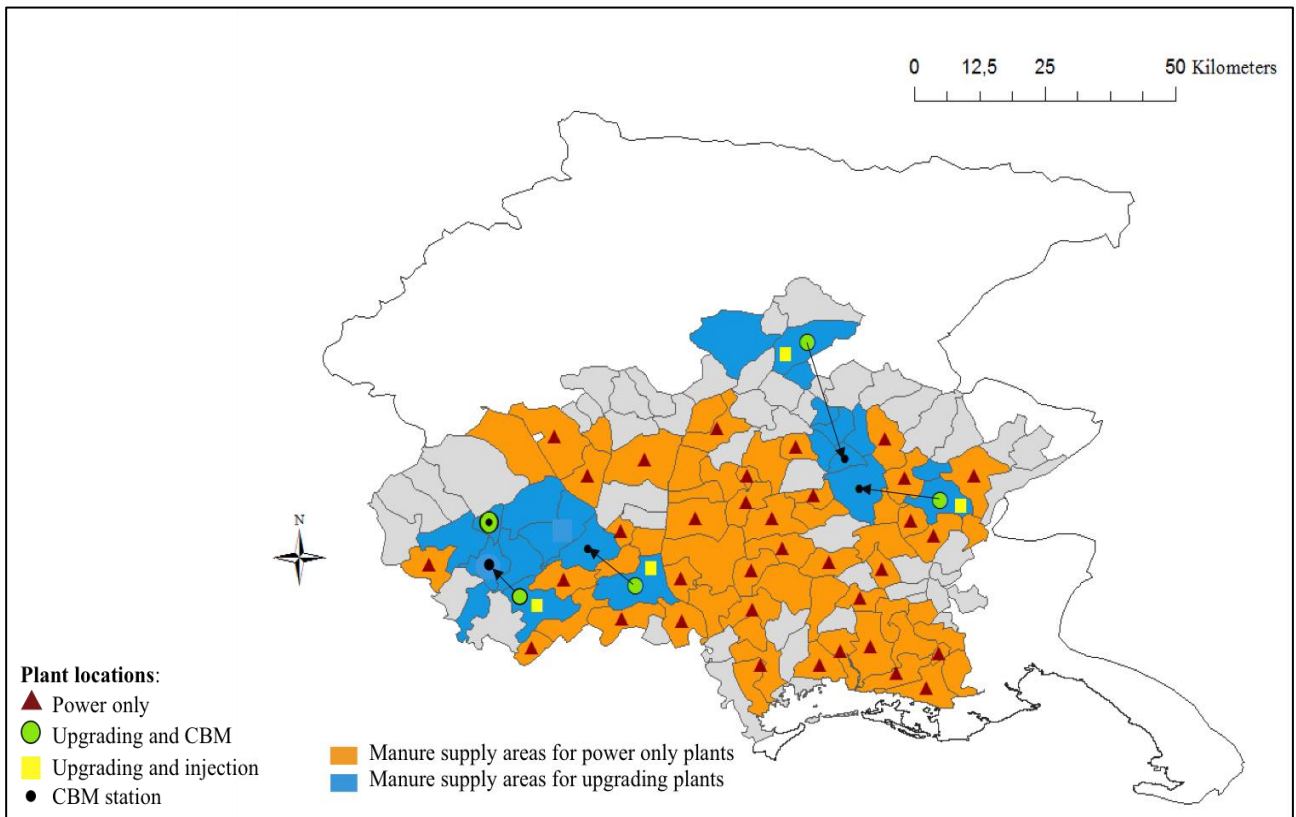 0 12,5 25 50 Kilometers
N
Plant locations:
Power only
Upgrading and CBM
Upgrading and injection
CBM station
Manure supply areas for power only plants
Manure supply areas for upgrading plants